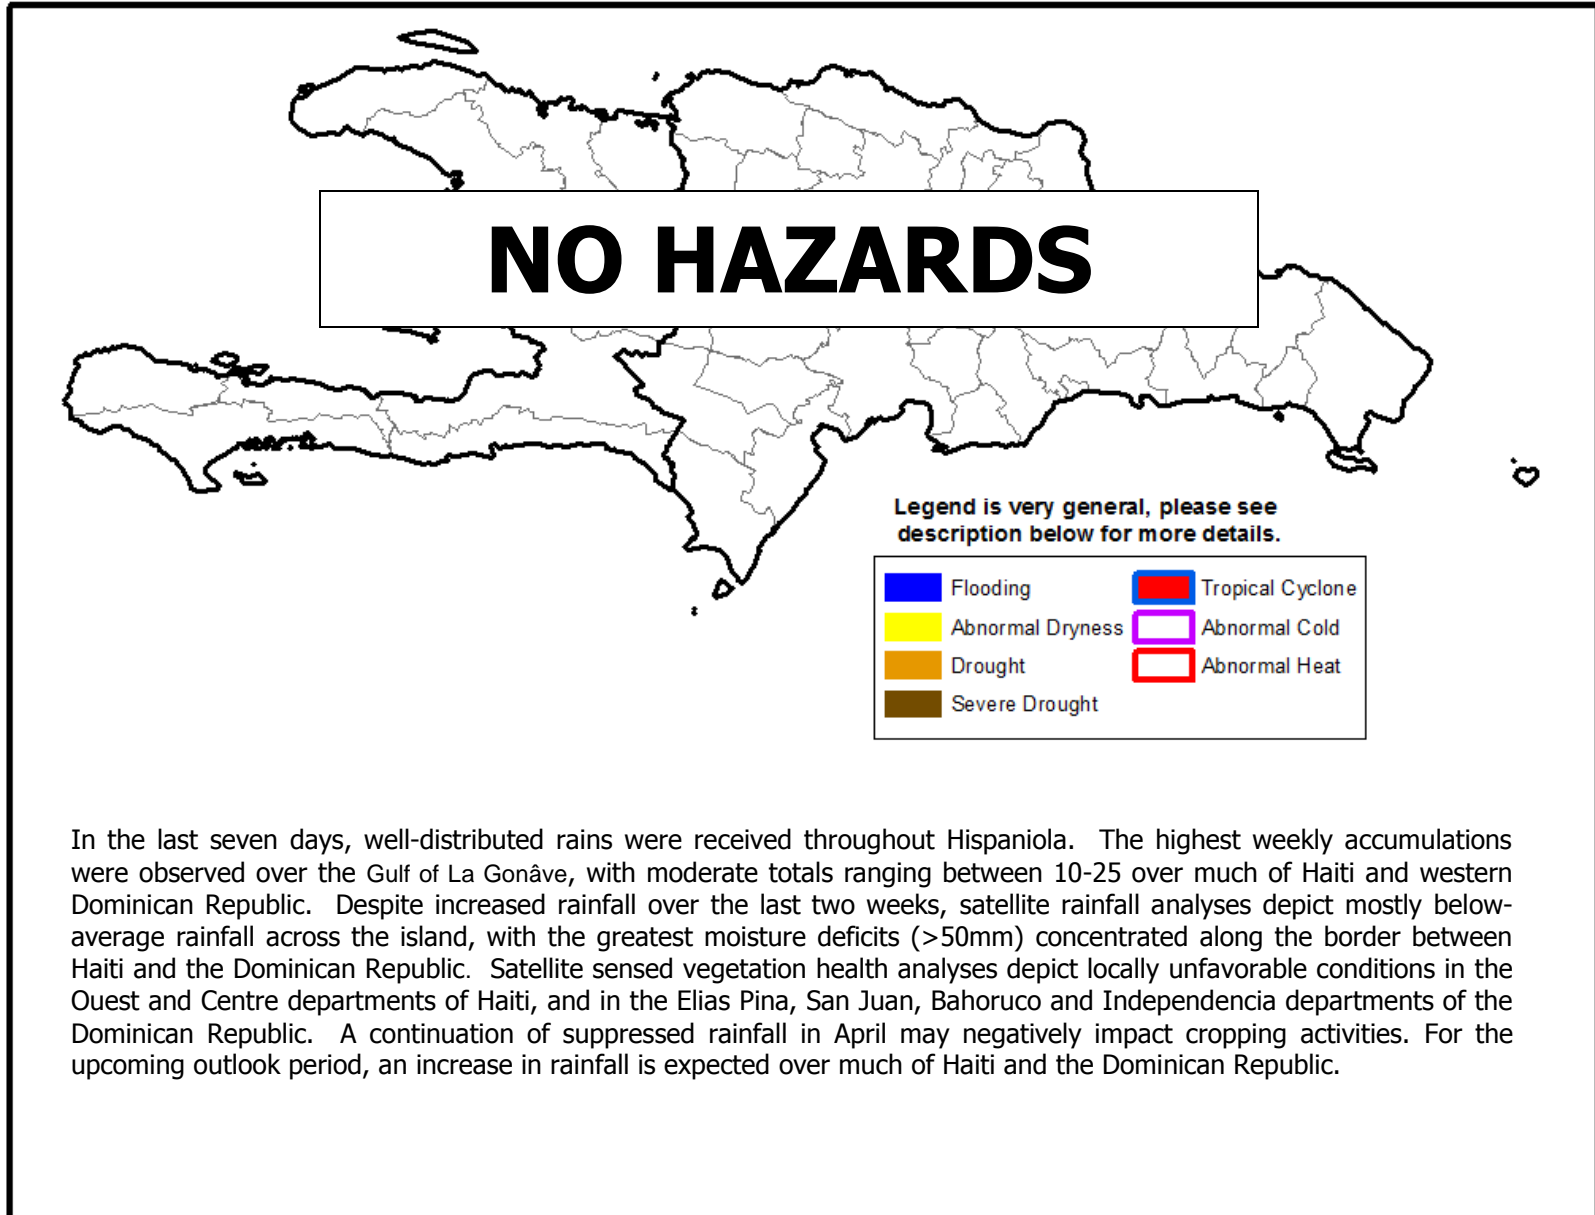 NO HAZARDS
Legend is very general, please see
description below for more details.
Flooding
Tropical Cyclone
Abnormal Dryness
Abnormal Cold
Drought
Abnormal Heat
Severe Drought
In the last seven days, well-distributed rains were received throughout Hispaniola. The highest weekly accumulations
were observed over the Gulf of La Gonâve, with moderate totals ranging between 10-25 over much of Haiti and western
Dominican Republic. Despite increased rainfall over the last two weeks, satellite rainfall analyses depict mostly below-
average rainfall across the island, with the greatest moisture deficits (>50mm) concentrated along the border between
Haiti and the Dominican Republic. Satellite sensed vegetation health analyses depict locally unfavorable conditions in the
Ouest and Centre departments of Haiti, and in the Elias Pina, San Juan, Bahoruco and Independencia departments of the
Dominican Republic. A continuation of suppressed rainfall in April may negatively impact cropping activities. For the
upcoming outlook period, an increase in rainfall is expected over much of Haiti and the Dominican Republic.